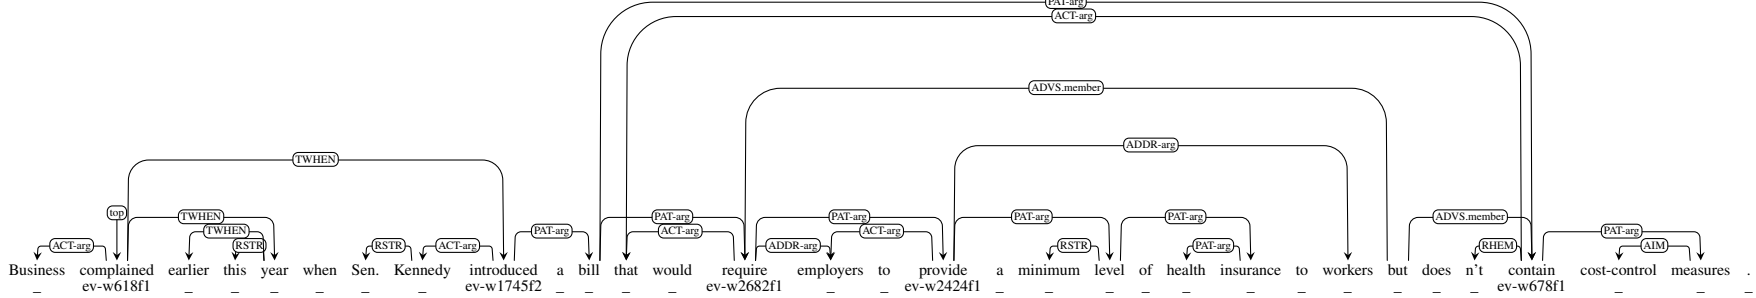 PAT-arg
ACT-arg
ADVS.member
ADDR-arg
TWHEN
top TWHEN PAT-arg PAT-arg PAT-arg PAT-arg ADVS.member
TWHEN PAT-arg ACT-arg ACT-arg PAT-arg
ACT-arg RSTR RSTR ACT-arg ADDR-arg RSTR PAT-arg RHEM AIM
Business complained earlier this year when Sen. Kennedy introduced a bill that would require employers to provide a minimum level of health insurance to workers but does n't contain cost-control measures .
_ ev-w618f1 _ _ _ _ _ _ ev-w1745f2 _ _ _ _ ev-w2682f1 _ _ ev-w2424f1 _ _ _ _ _ _ _ _ _ _ _ ev-w678f1 _ _ _